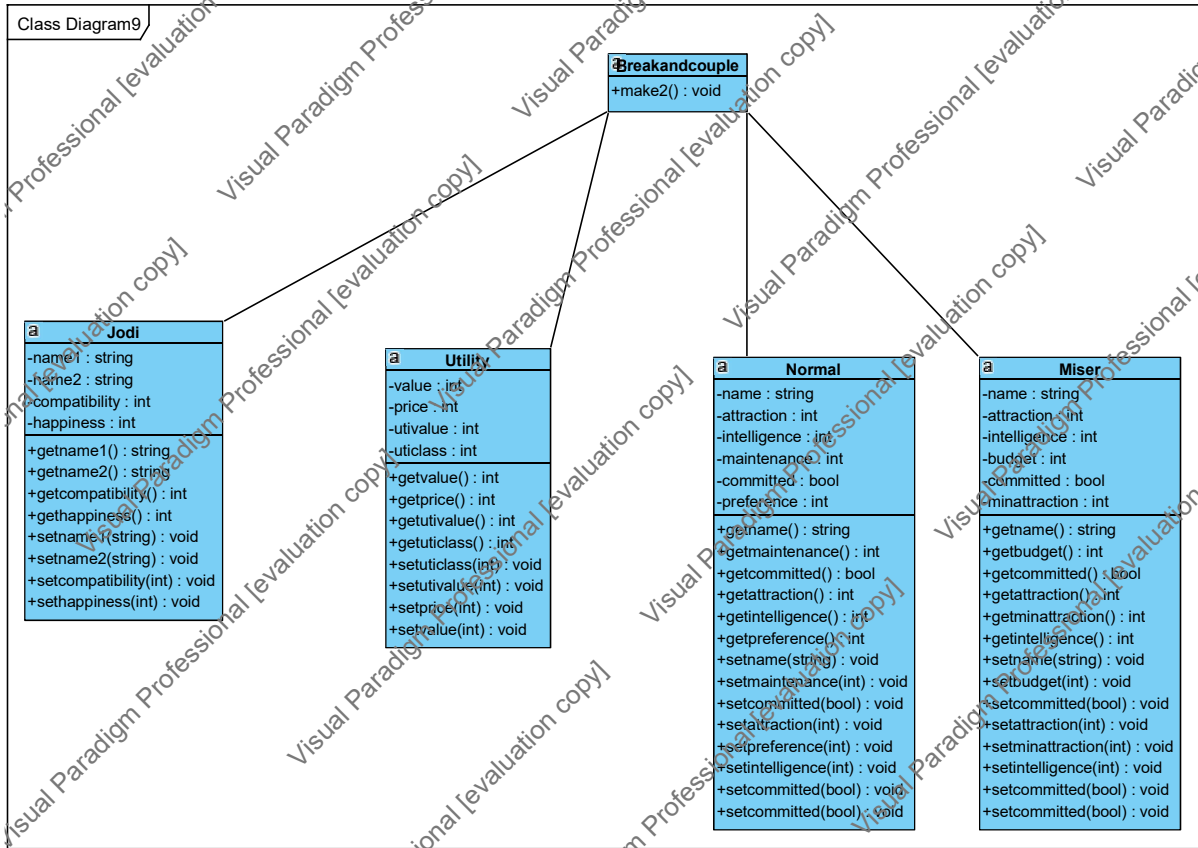 Class Diagram9
Breakandcouple
+make2() : void
Jodi
-name1 : string
-name2 : string
-compatibility : int
-happiness : int
+getname1() : string
+getname2() : string
+getcompatibility() : int
+gethappiness() : int
+setname1(string) : void
+setname2(string) : void
+setcompatibility(int) : void
+sethappiness(int) : void
Utility
-value : int
-price : int
-utivalue : int
-uticlass : int
+getvalue() : int
+getprice() : int
+getutivalue() : int
+getuticlass() : int
+setuticlass(int) : void
+setutivalue(int) : void
+setprice(int) : void
+setvalue(int) : void
Normal
-name : string
-attraction : int
-intelligence : int
-maintenance : int
-committed : bool
-preference : int
+getname() : string
+getmaintenance() : int
+getcommitted() : bool
+getattraction() : int
+getintelligence() : int
+getpreference() : int
+setname(string) : void
+setmaintenance(int) : void
+setcommitted(bool) : void
+setattraction(int) : void
+setpreference(int) : void
+setintelligence(int) : void
+setcommitted(bool) : void
+setcommitted(bool) : void
Miser
-name : string
-attraction : int
-intelligence : int
-budget : int
-committed : bool
-minattraction : int
+getname() : string
+getbudget() : int
+getcommitted() : bool
+getattraction() : int
+getminattraction() : int
+getintelligence() : int
+setname(string) : void
+setbudget(int) : void
+setcommitted(bool) : void
+setattraction(int) : void
+setminattraction(int) : void
+setintelligence(int) : void
+setcommitted(bool) : void
+setcommitted(bool) : void
Visual Paradigm Professional [evaluation copy]